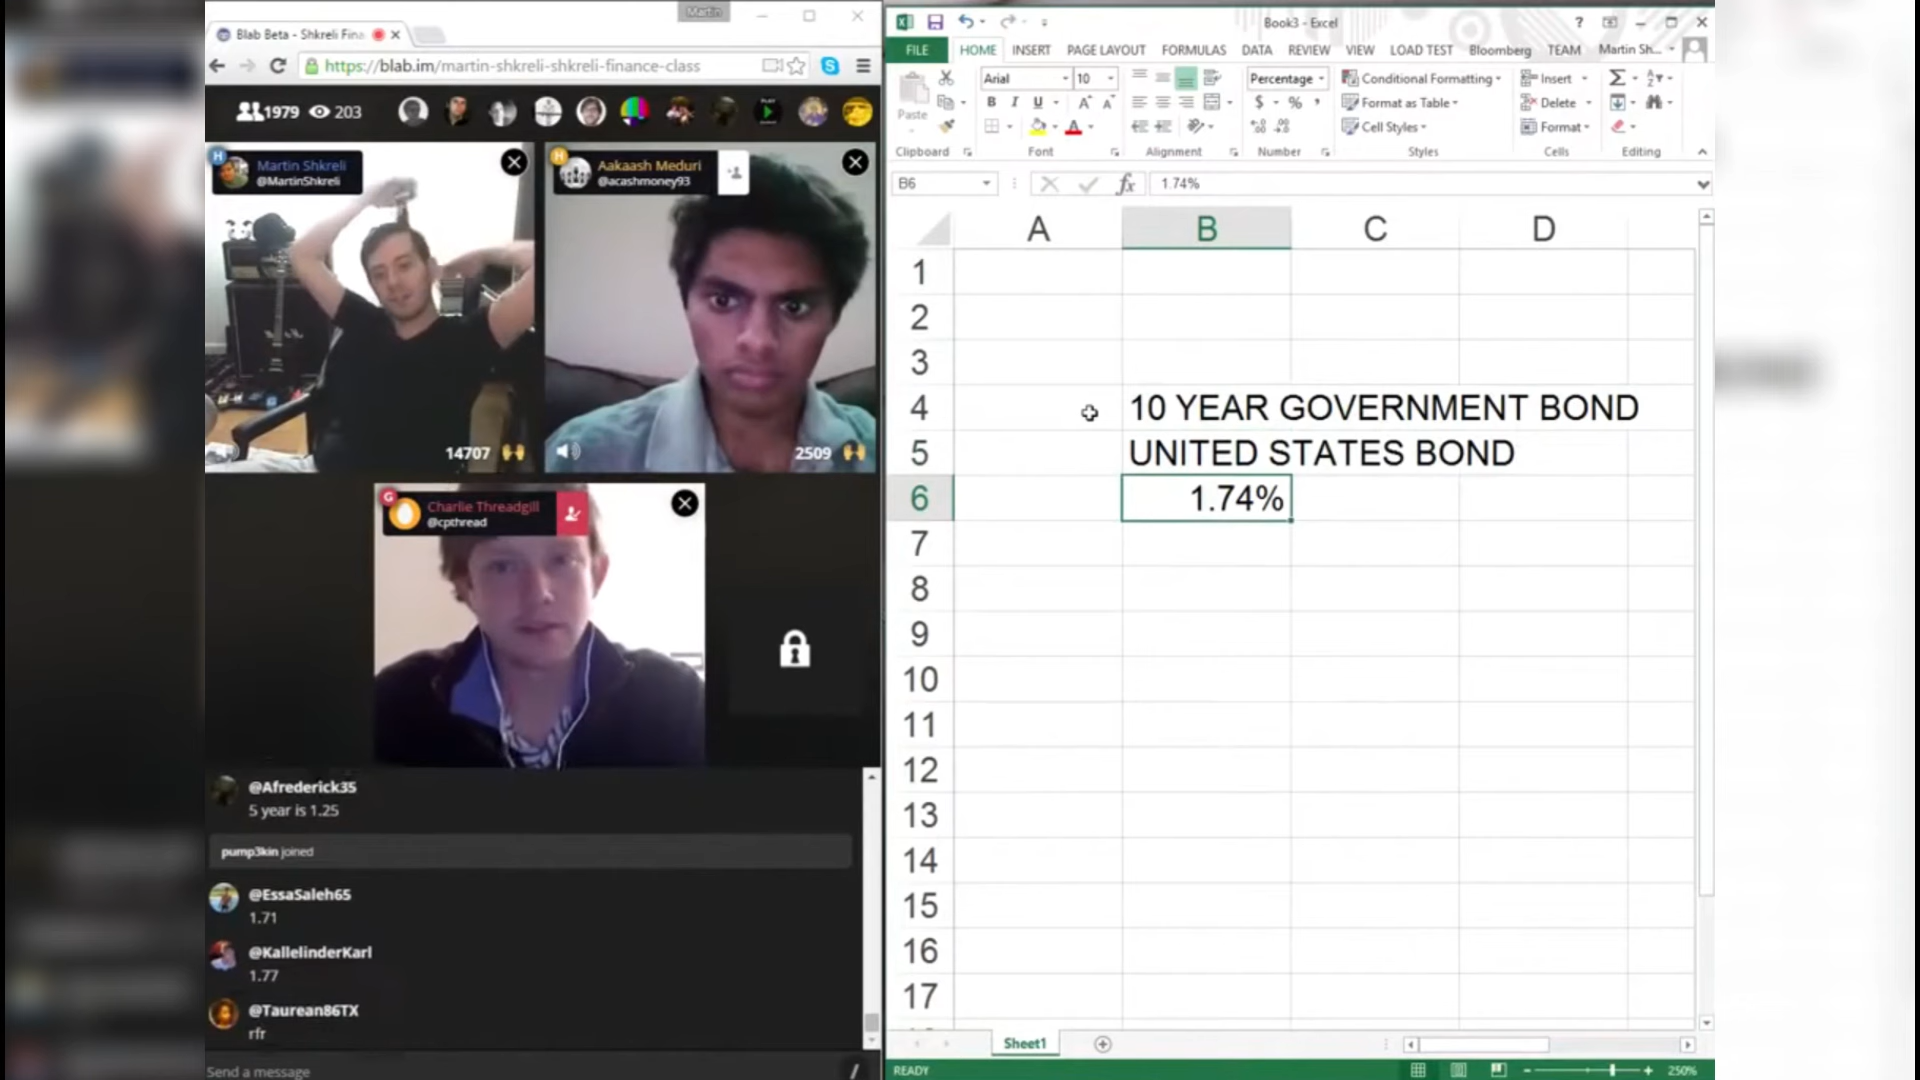 Martin
Blab Beta - Shkreli Fina
https://blab.im/martin-shkreli-shkreli-finance-class
1979 203
Martin Shkreli
@MartinShkreli
14707
Aakaash Meduri
@acashmoney93
2509
Charlie Threadgill
@cpthread
@Afrederick35
5 year is 1.25
pump3kin joined
@EssaSaleh65
1.71
@KallelinderKarl
1.77
@Taurean86TX
rfr
Send a message /
Book3 - Excel
FILE HOME INSERT PAGE LAYOUT FORMULAS DATA REVIEW VIEW LOAD TEST Bloomberg TEAM Martin Sh...
Paste
Clipboard
Arial 10
B I U
Font
Alignment
Percentage
$ % ,
Number
Conditional Formatting
Format as Table
Cell Styles
Styles
Insert
Delete
Format
Cells
Editing
B6 fx 1.74%
A B C D
1
2
3
4 10 YEAR GOVERNMENT BOND
5 UNITED STATES BOND
6 1.74%
7
8
9
10
11
12
13
14
15
16
17
Sheet1
READY 250%